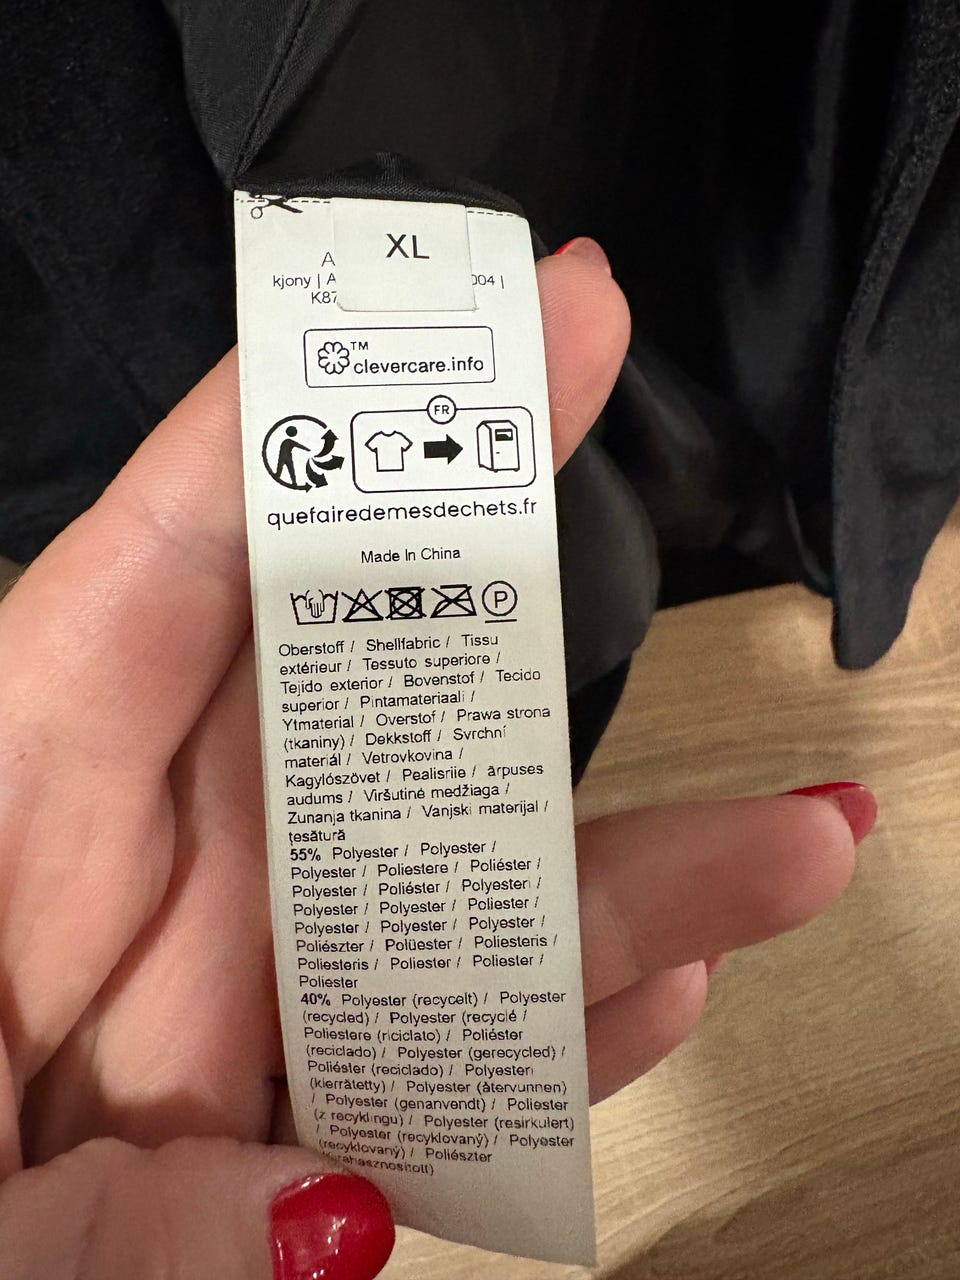 XL
A
kjony | A 004 |
K87
TM
clevercare.info
FR
quefairedemesdechets.fr
Made In China
P
Oberstoff / Shellfabric / Tissu
extérieur / Tessuto superiore /
Tejido exterior / Bovenstof / Tecido
superior / Pintamateriaali /
Ytmaterial / Overstof / Prawa strona
(tkaniny) / Dekkstoff / Svrchní
materiál / Vetrovkovina /
Kagylószövet / Pealisriie / ārpuses
audums / Viršutinė medžiaga /
Zunanja tkanina / Vanjski materijal /
țesătură
55% Polyester / Polyester /
Polyester / Poliestere / Poliéster /
Polyester / Poliéster / Polyesteri /
Polyester / Polyester / Poliester /
Polyester / Polyester / Polyester /
Poliészter / Polüester / Poliesteris /
Poliesteris / Poliester / Poliester /
Poliester
40% Polyester (recycelt) / Polyester
(recycled) / Polyester (recyclé /
Poliestere (riciclato) / Poliéster
(reciclado) / Polyester (gerecycled) /
Poliéster (reciclado) / Polyesteri
(kierrätetty) / Polyester (återvunnen)
/ Polyester (genanvendt) / Poliester
(z recyklingu) / Polyester (resirkulert)
/ Polyester (recyklovaný) / Polyester
(recyklovaný) / Poliészter